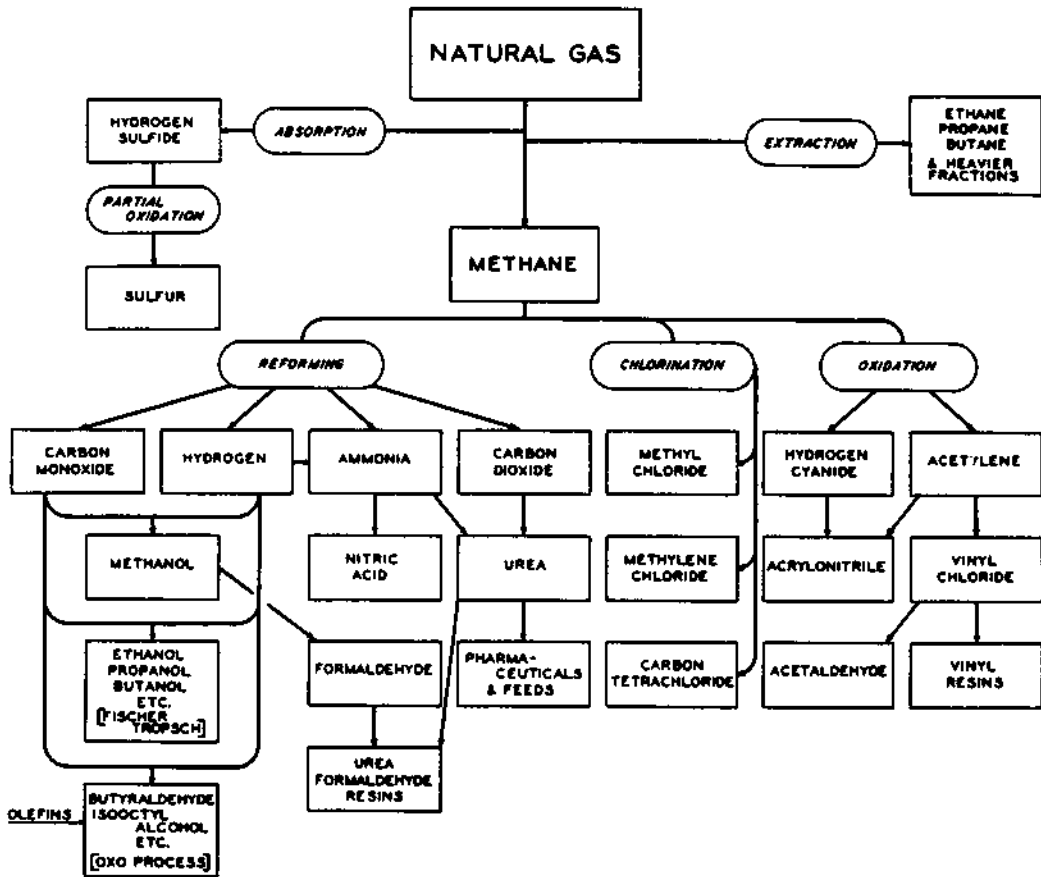 NATURAL GAS
HYDROGEN
SULFIDE
ABSORPTION
EXTRACTION
ETHANE
PROPANE
BUTANE
& HEAVIER
FRACTIONS
PARTIAL
OXIDATION
SULFUR
METHANE
REFORMING
CHLORINATION
OXIDATION
CARBON
MONOXIDE
HYDROGEN
AMMONIA
CARBON
DIOXIDE
METHYL
CHLORIDE
HYDROGEN
CYANIDE
ACETYLENE
METHANOL
NITRIC
ACID
UREA
METHYLENE
CHLORIDE
ACRYLONITRILE
VINYL
CHLORIDE
ETHANOL
PROPANOL
BUTANOL
ETC.
[FISCHER
TROPSCH]
FORMALDEHYDE
PHARMA-
CEUTICALS
& FEEDS
CARBON
TETRACHLORIDE
ACETALDEHYDE
VINYL
RESINS
UREA
FORMALDEHYDE
RESINS
OLEFINS
BUTYRALDEHYDE
ISOOCTYL
ALCOHOL
ETC.
[OXO PROCESS]